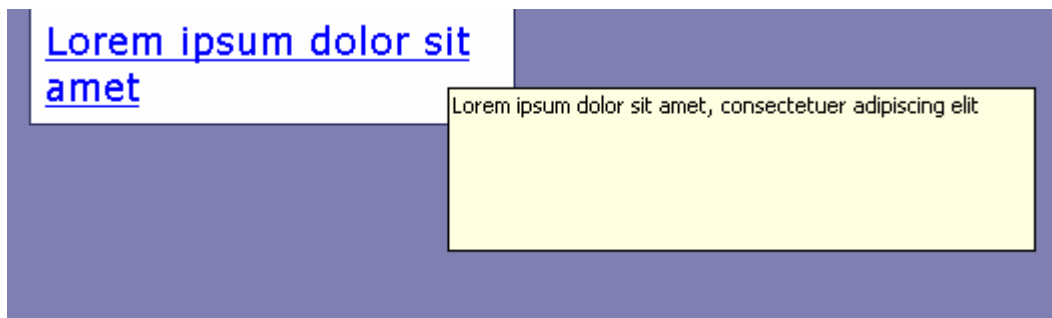 Lorem ipsum dolor sit
amet
Lorem ipsum dolor sit amet, consectetuer adipiscing elit